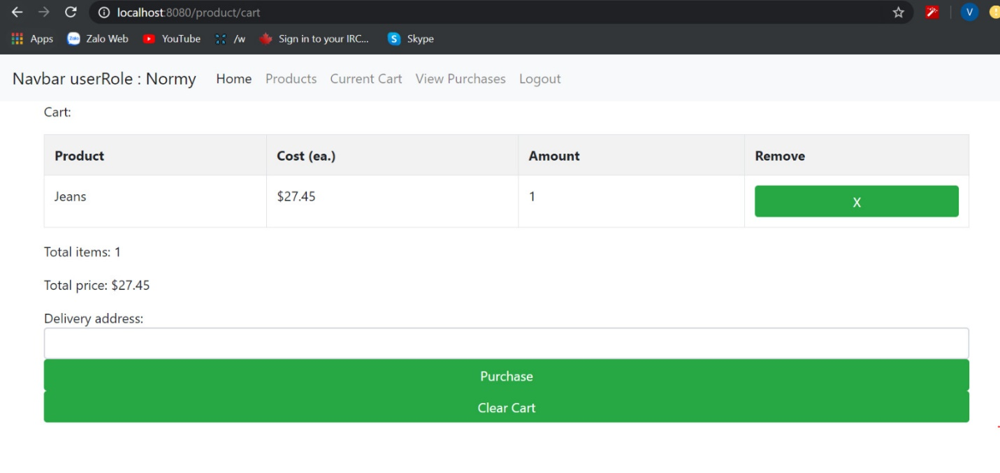 localhost:8080/product/cart
V
Apps Zalo Web YouTube /w Sign in to your IRC... S Skype
Navbar userRole : Normy Home Products Current Cart View Purchases Logout
Cart:
Product Cost (ea.) Amount Remove
Jeans $27.45 1 X
Total items: 1
Total price: $27.45
Delivery address:
Purchase
Clear Cart